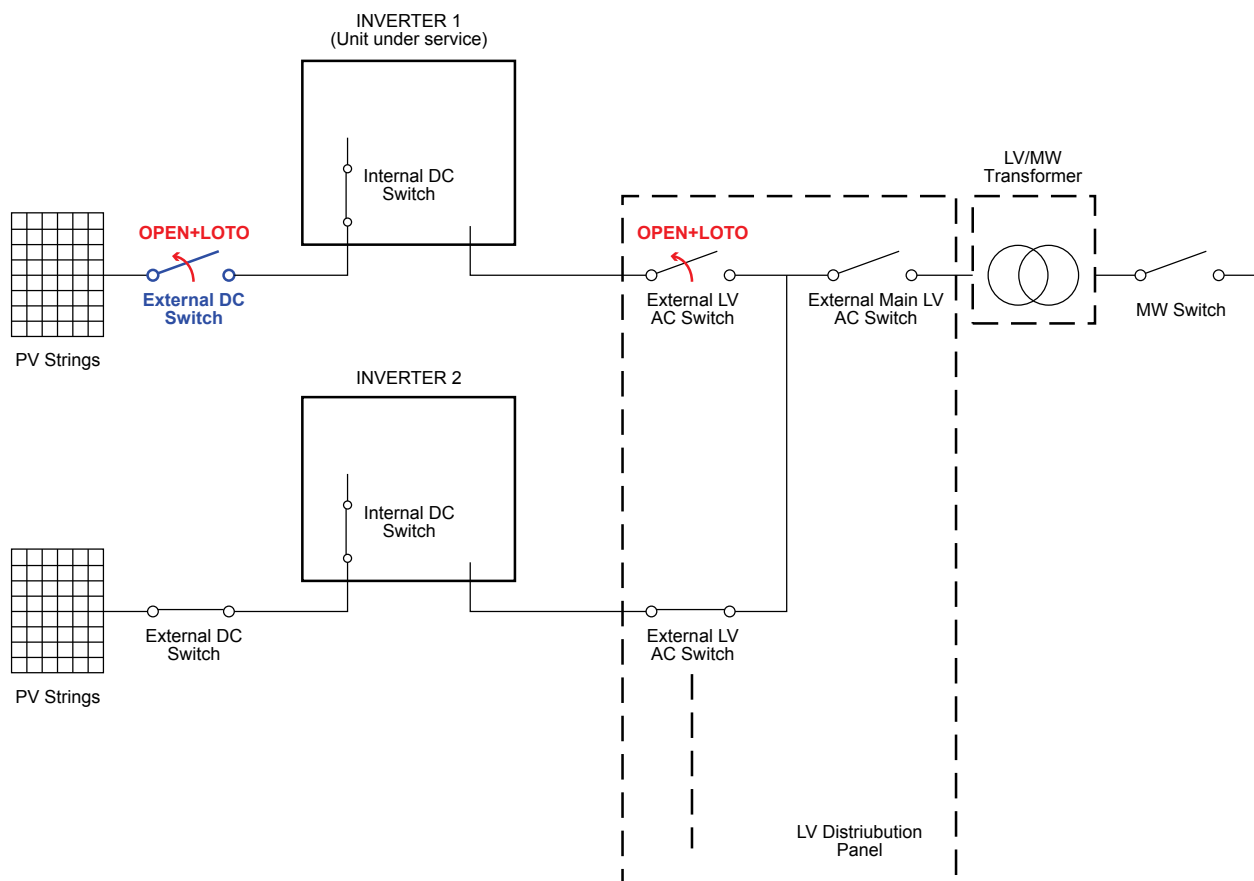 INVERTER 1
(Unit under service)
Internal DC
Switch
LV/MW
Transformer
OPEN+LOTO
OPEN+LOTO
External DC
Switch
External LV
AC Switch
External Main LV
AC Switch
MW Switch
PV Strings
INVERTER 2
Internal DC
Switch
External DC
Switch
External LV
AC Switch
PV Strings
LV Distriubution
Panel